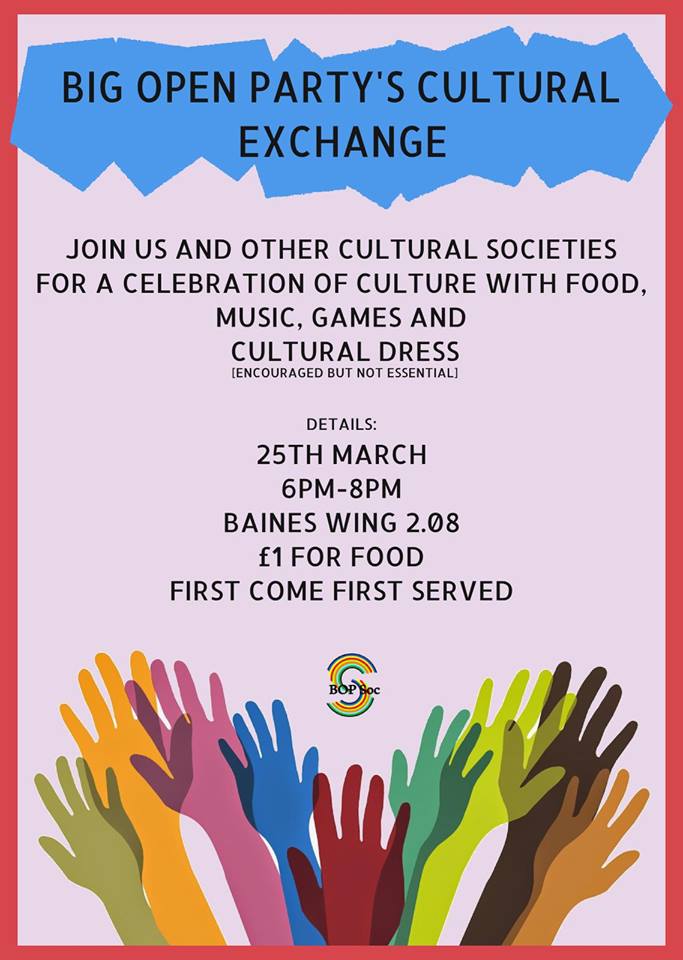 BIG OPEN PARTY'S CULTURAL
EXCHANGE
JOIN US AND OTHER CULTURAL SOCIETIES
FOR A CELEBRATION OF CULTURE WITH FOOD,
MUSIC, GAMES AND
CULTURAL DRESS
[ENCOURAGED BUT NOT ESSENTIAL]
DETAILS:
25TH MARCH
6PM-8PM
BAINES WING 2.08
£1 FOR FOOD
FIRST COME FIRST SERVED
BOP Soc